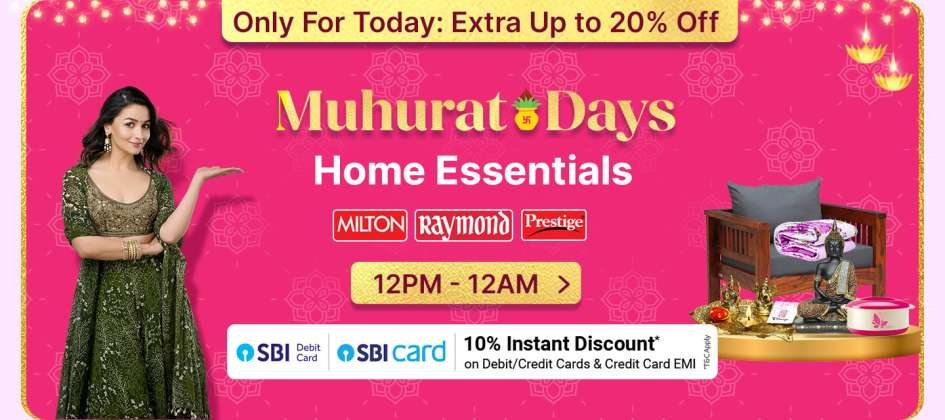 Only For Today: Extra Up to 20% Off
Muhurat Days
Home Essentials
MILTON Raymond Prestige
12PM - 12AM >
SBI Debit Card SBI card 10% Instant Discount*
on Debit/Credit Cards & Credit Card EMI
*T&C Apply